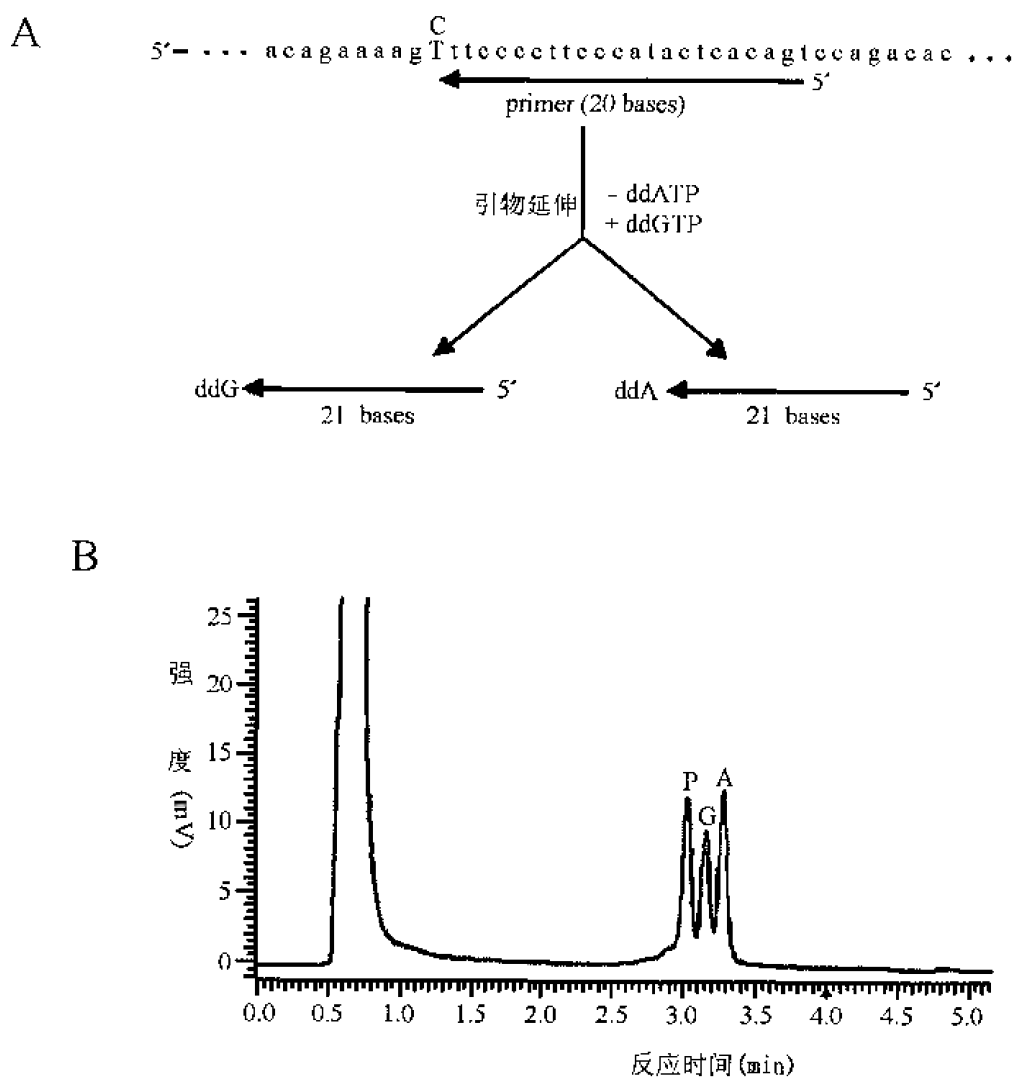 A
C
5´– . . . a c a g a a a a g T t t c c c c t t c c c a t a c t c a c a g t c c a g a c a c . . .
5´
primer (20 bases)
引物延伸
- ddATP
+ ddGTP
ddG 5´
21 bases
ddA 5´
21 bases
B
强度(mV)
25
20
15
10
5
0
P
G
A
0.0 0.5 1.0 1.5 2.0 2.5 3.0 3.5 4.0 4.5 5.0
反应时间(min)